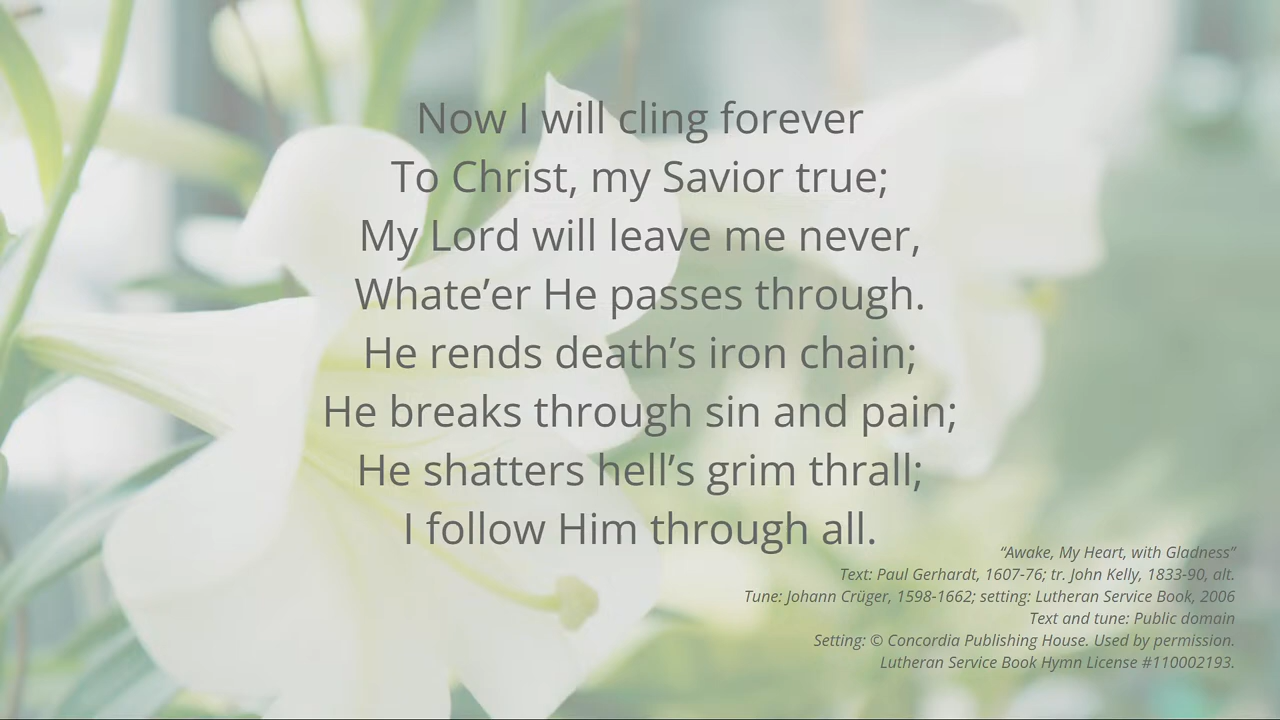 Now I will cling forever
To Christ, my Savior true;
My Lord will leave me never,
Whate’er He passes through.
He rends death’s iron chain;
He breaks through sin and pain;
He shatters hell’s grim thrall;
I follow Him through all.
“Awake, My Heart, with Gladness”
Text: Paul Gerhardt, 1607-76; tr. John Kelly, 1833-90, alt.
Tune: Johann Crüger, 1598-1662; setting: Lutheran Service Book, 2006
Text and tune: Public domain
Setting: © Concordia Publishing House. Used by permission.
Lutheran Service Book Hymn License #110002193.